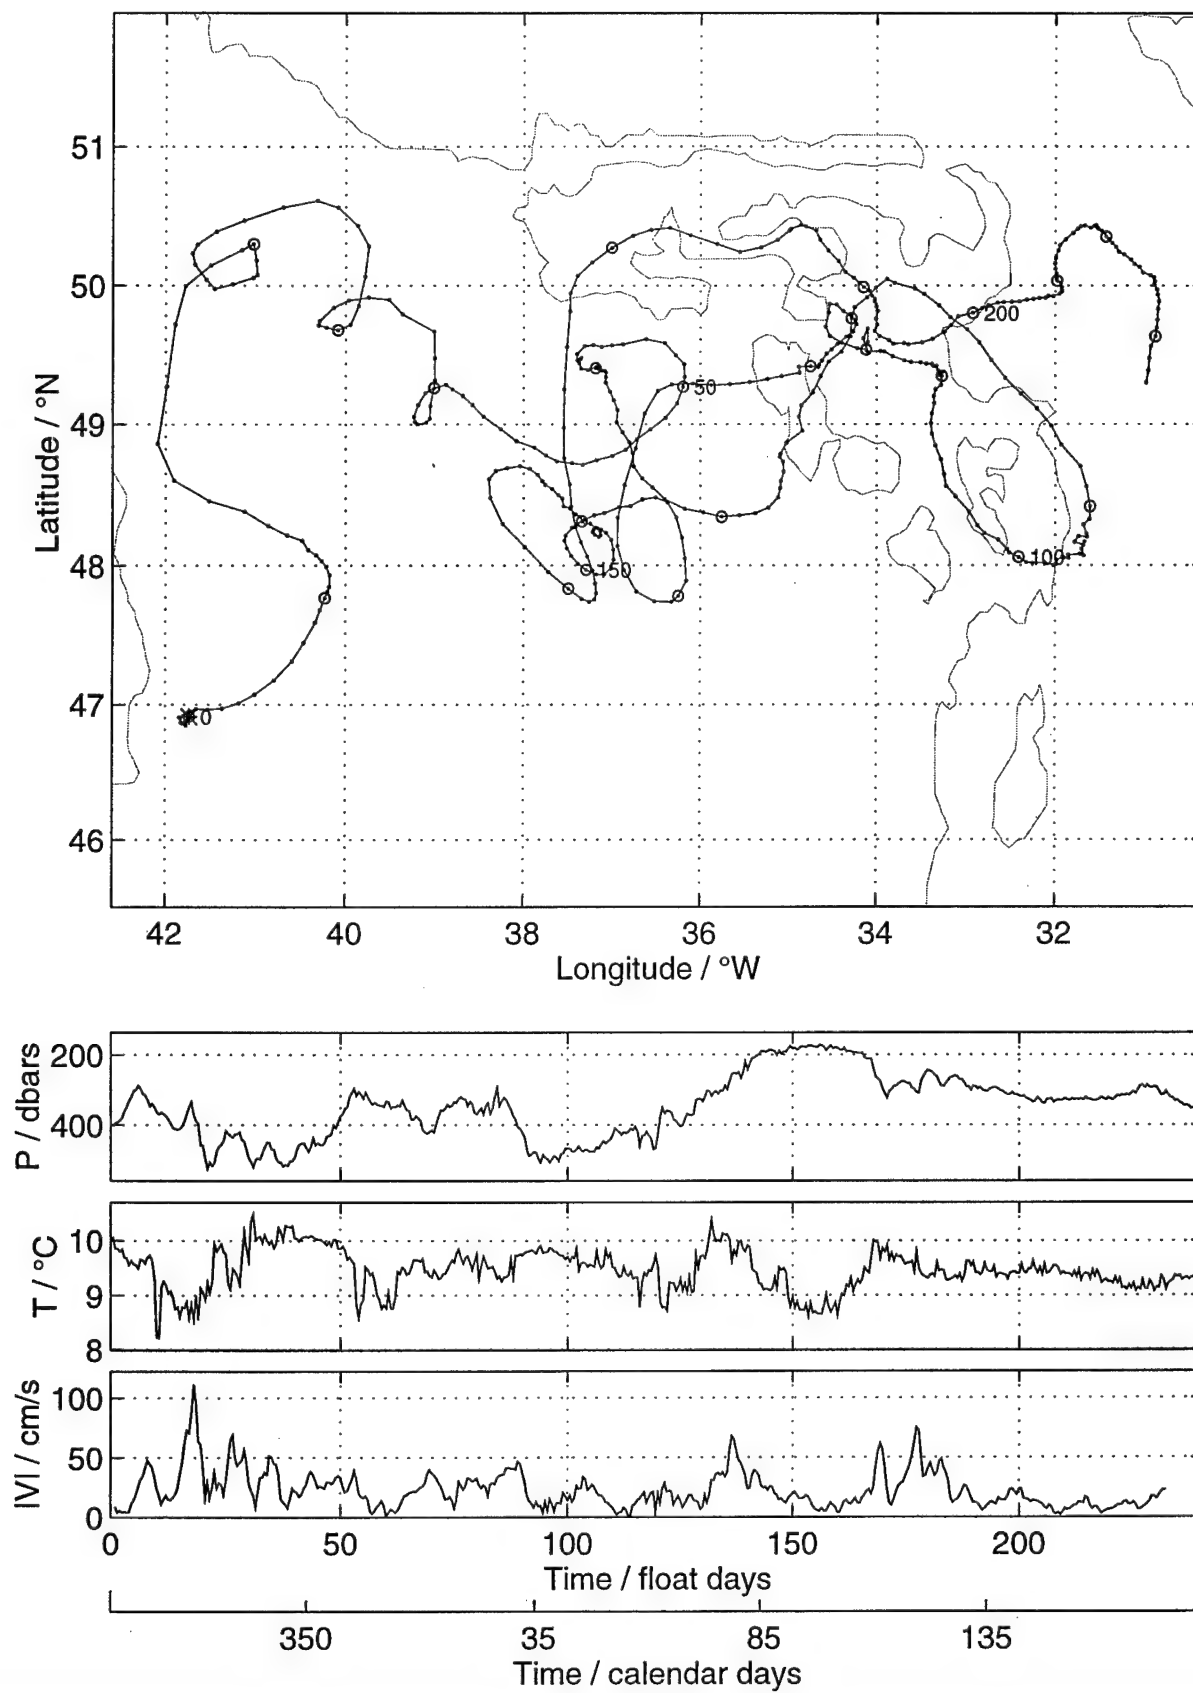 51
50
49
48
47
46
Latitude / °N
200
50
100
150
0
42 40 38 36 34 32
Longitude / °W
200
400
P / dbars
10
9
8
T / °C
100
50
0
|V| / cm/s
0 50 100 150 200
Time / float days
350 35 85 135
Time / calendar days